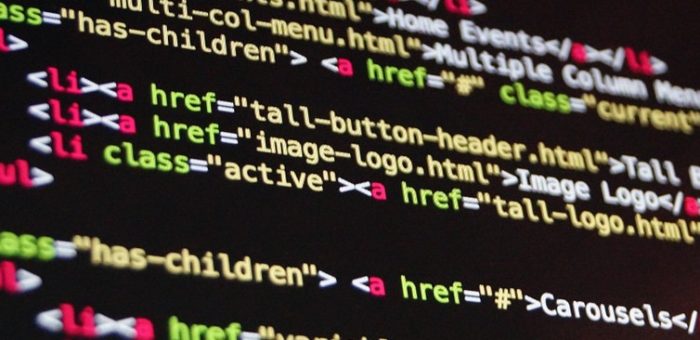 .html">Home Events</a></li>
multi-col-menu.html">Multiple Column Men
ass="has-children"> <a href="#" class="current"
l>
<li><a href="tall-button-header.html">Tall B
<li><a href="image-logo.html">Image Logo</a
<li class="active"><a href="tall-logo.html"
ul>
ass="has-children"> <a href="#">Carousels</
l>
<li><a href="